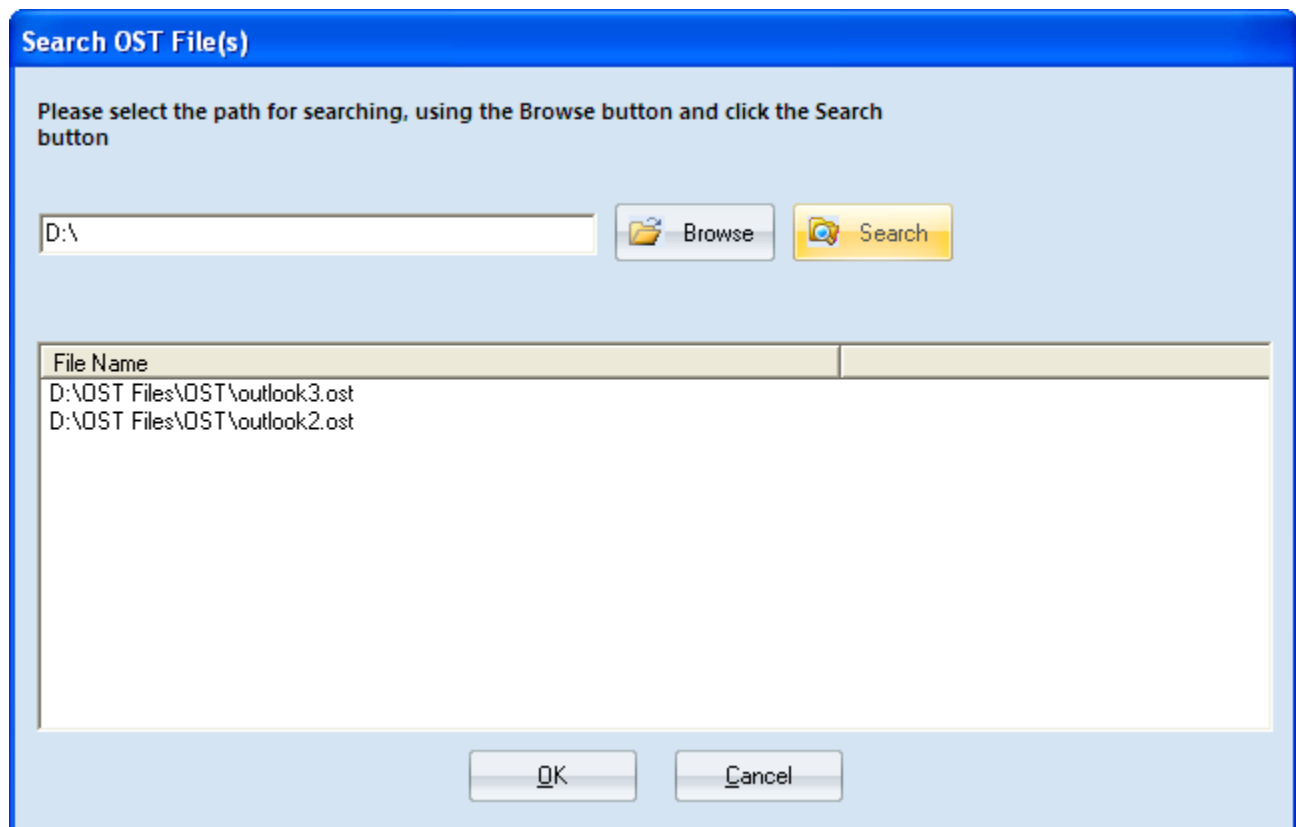 Search OST File(s)
Please select the path for searching, using the Browse button and click the Search
button
D:\ Browse Search
File Name
D:\OST Files\OST\outlook3.ost
D:\OST Files\OST\outlook2.ost
OK Cancel